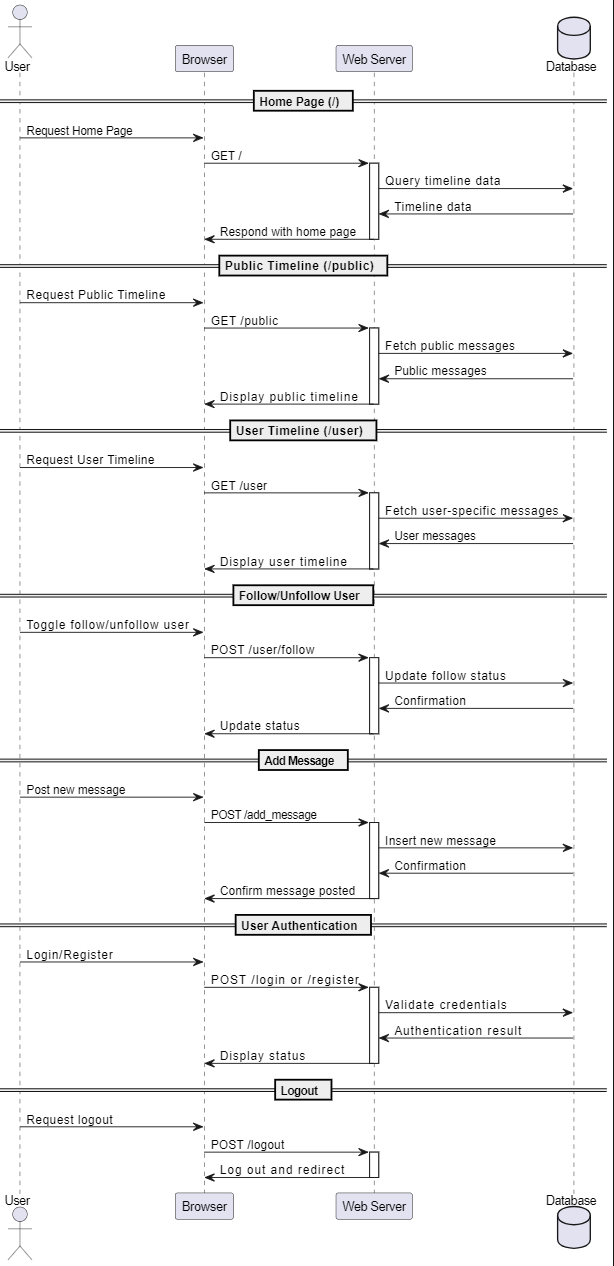 User
Browser
Web Server
Database
Home Page (/)
Request Home Page
GET /
Query timeline data
Timeline data
Respond with home page
Public Timeline (/public)
Request Public Timeline
GET /public
Fetch public messages
Public messages
Display public timeline
User Timeline (/user)
Request User Timeline
GET /user
Fetch user-specific messages
User messages
Display user timeline
Follow/Unfollow User
Toggle follow/unfollow user
POST /user/follow
Update follow status
Confirmation
Update status
Add Message
Post new message
POST /add_message
Insert new message
Confirmation
Confirm message posted
User Authentication
Login/Register
POST /login or /register
Validate credentials
Authentication result
Display status
Logout
Request logout
POST /logout
Log out and redirect
User
Browser
Web Server
Database